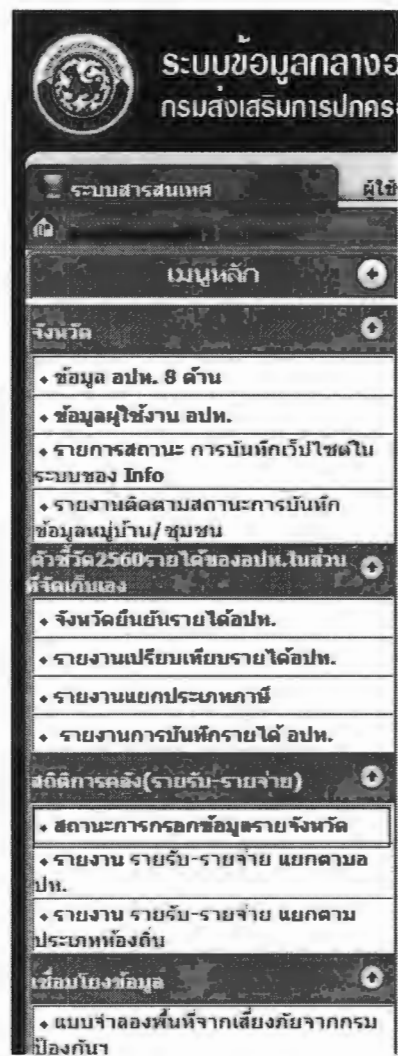 ระบบข้อมูลกลางอ
กรมส่งเสริมการปกคร
ระบบสารสนเทศ ผู้ใช้
เมนูหลัก
จังหวัด
ข้อมูล อปท. 8 ด้าน
ข้อมูลผู้ใช้งาน อปท.
รายการสถานะ การบันทึกเว็ปไซต์ใน
ระบบของ Info
รายงานติดตามสถานะการบันทึก
ข้อมูลหมู่บ้าน/ชุมชน
ตัวชี้วัด2560รายได้ของอปท.ในส่วน
ที่จัดเก็บเอง
จังหวัดยืนยันรายได้อปท.
รายงานเปรียบเทียบรายได้อปท.
รายงานแยกประเภทภาษี
รายงานการบันทึกรายได้ อปท.
สถิติการคลัง(รายรับ-รายจ่าย)
สถานะการกรอกข้อมูลรายจังหวัด
รายงาน รายรับ-รายจ่าย แยกตามอ
ปท.
รายงาน รายรับ-รายจ่าย แยกตาม
ประเภทท้องถิ่น
เชื่อมโยงข้อมูล
แบบจำลองพื้นที่จากเสี่ยงภัยจากกรม
ป้องกันฯ